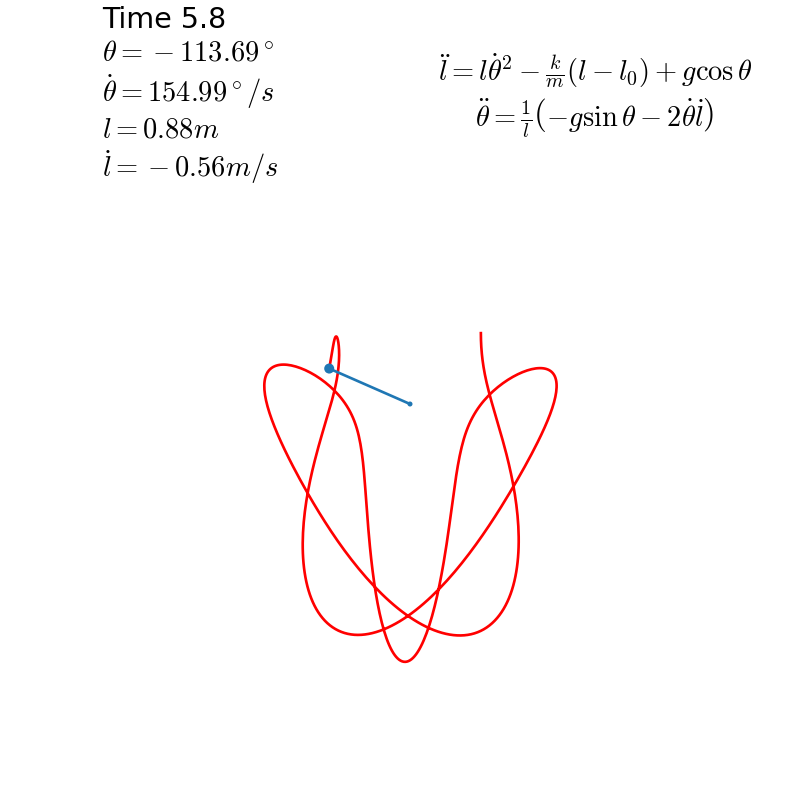 Time 5.8
θ = −113.69°
θ̇ = 154.99°/s
l = 0.88m
l̇ = −0.56m/s
l̈ = lθ̇² − k/m(l − l₀) + g cos θ
θ̈ = 1/l(−g sin θ − 2θ̇l̇)